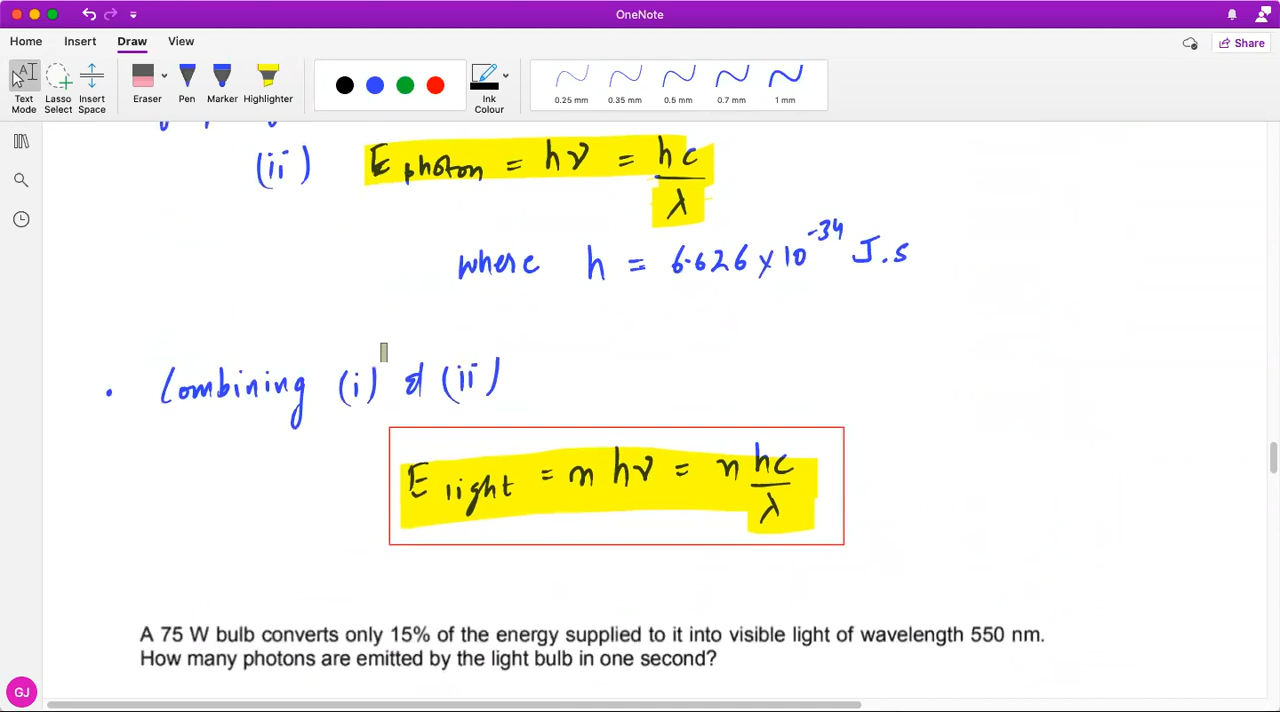 OneNote
Home Insert Draw View
Share
Text Mode
Lasso Select
Insert Space
Eraser
Pen
Marker
Highlighter
Ink Colour
0.25 mm
0.35 mm
0.5 mm
0.7 mm
1 mm
(ii) E photon = hν = hc/λ
where h = 6.626 × 10^-34 J.s
• Combining (i) & (ii)
E light = n hν = n hc/λ
A 75 W bulb converts only 15% of the energy supplied to it into visible light of wavelength 550 nm.
How many photons are emitted by the light bulb in one second?
GJ